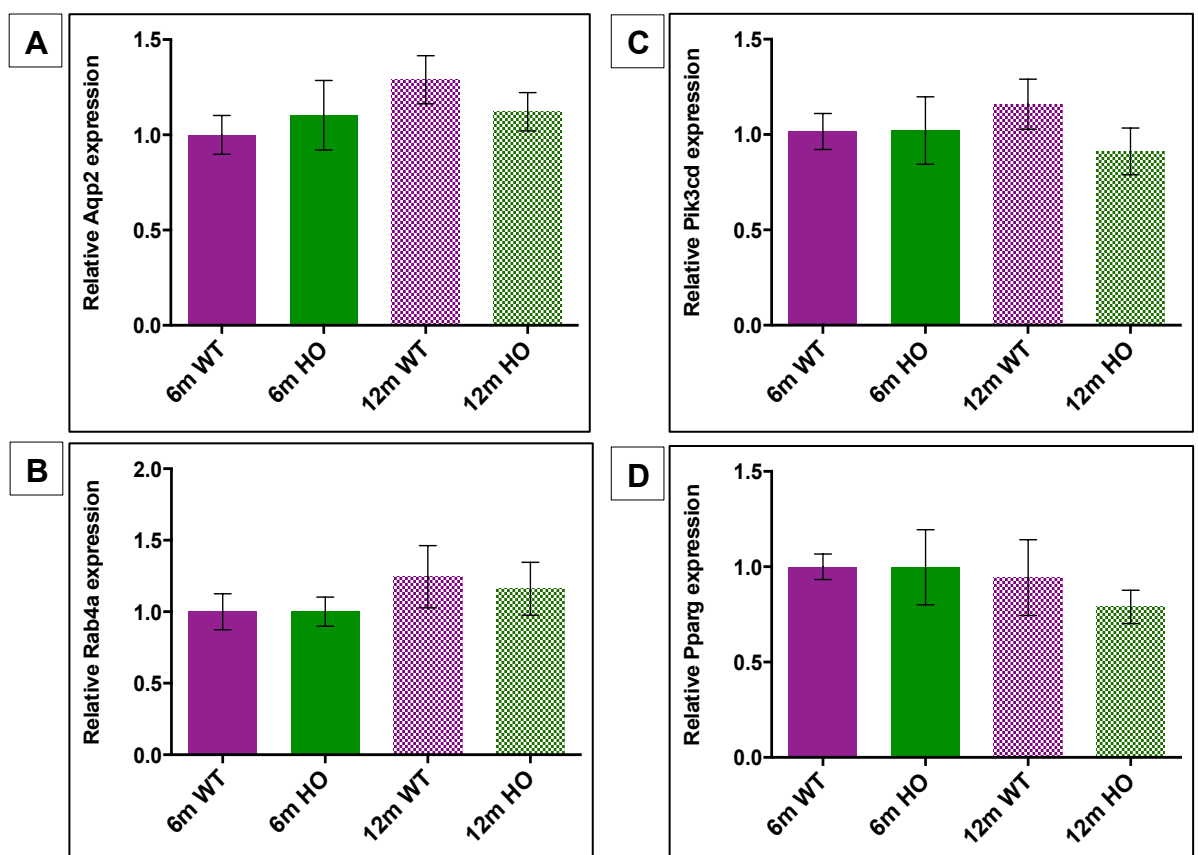 A
Relative Aqp2 expression
1.5
1.0
0.5
0.0
6m WT
6m HO
12m WT
12m HO
B
Relative Rab4a expression
2.0
1.5
1.0
0.5
0.0
6m WT
6m HO
12m WT
12m HO
C
Relative Pik3cd expression
1.5
1.0
0.5
0.0
6m WT
6m HO
12m WT
12m HO
D
Relative Pparg expression
1.5
1.0
0.5
0.0
6m WT
6m HO
12m WT
12m HO